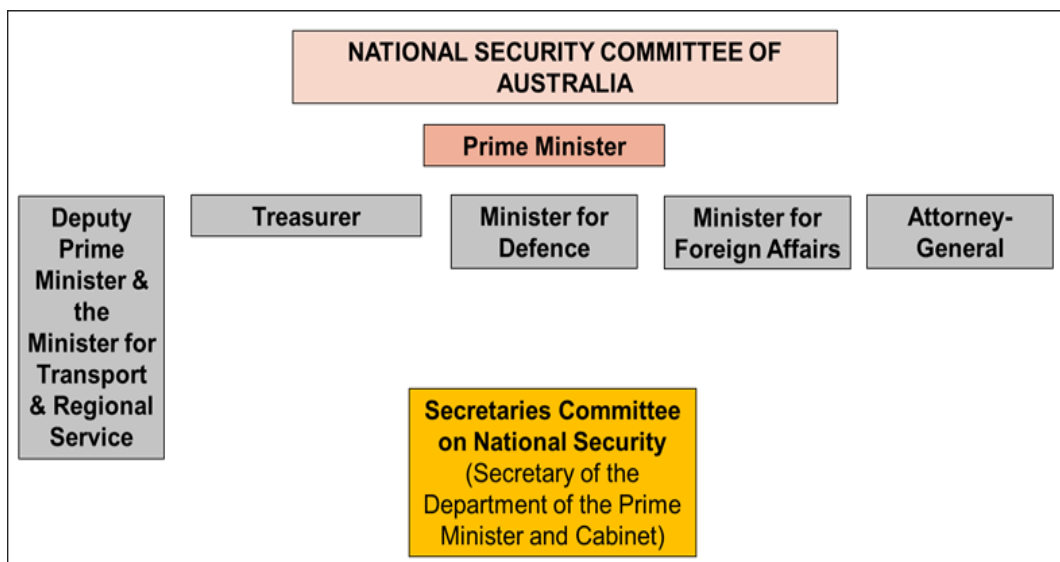 NATIONAL SECURITY COMMITTEE OF
AUSTRALIA
Prime Minister
Deputy
Prime
Minister &
the
Minister for
Transport
& Regional
Service
Treasurer
Minister for
Defence
Minister for
Foreign Affairs
Attorney-
General
Secretaries Committee
on National Security
(Secretary of the
Department of the Prime
Minister and Cabinet)